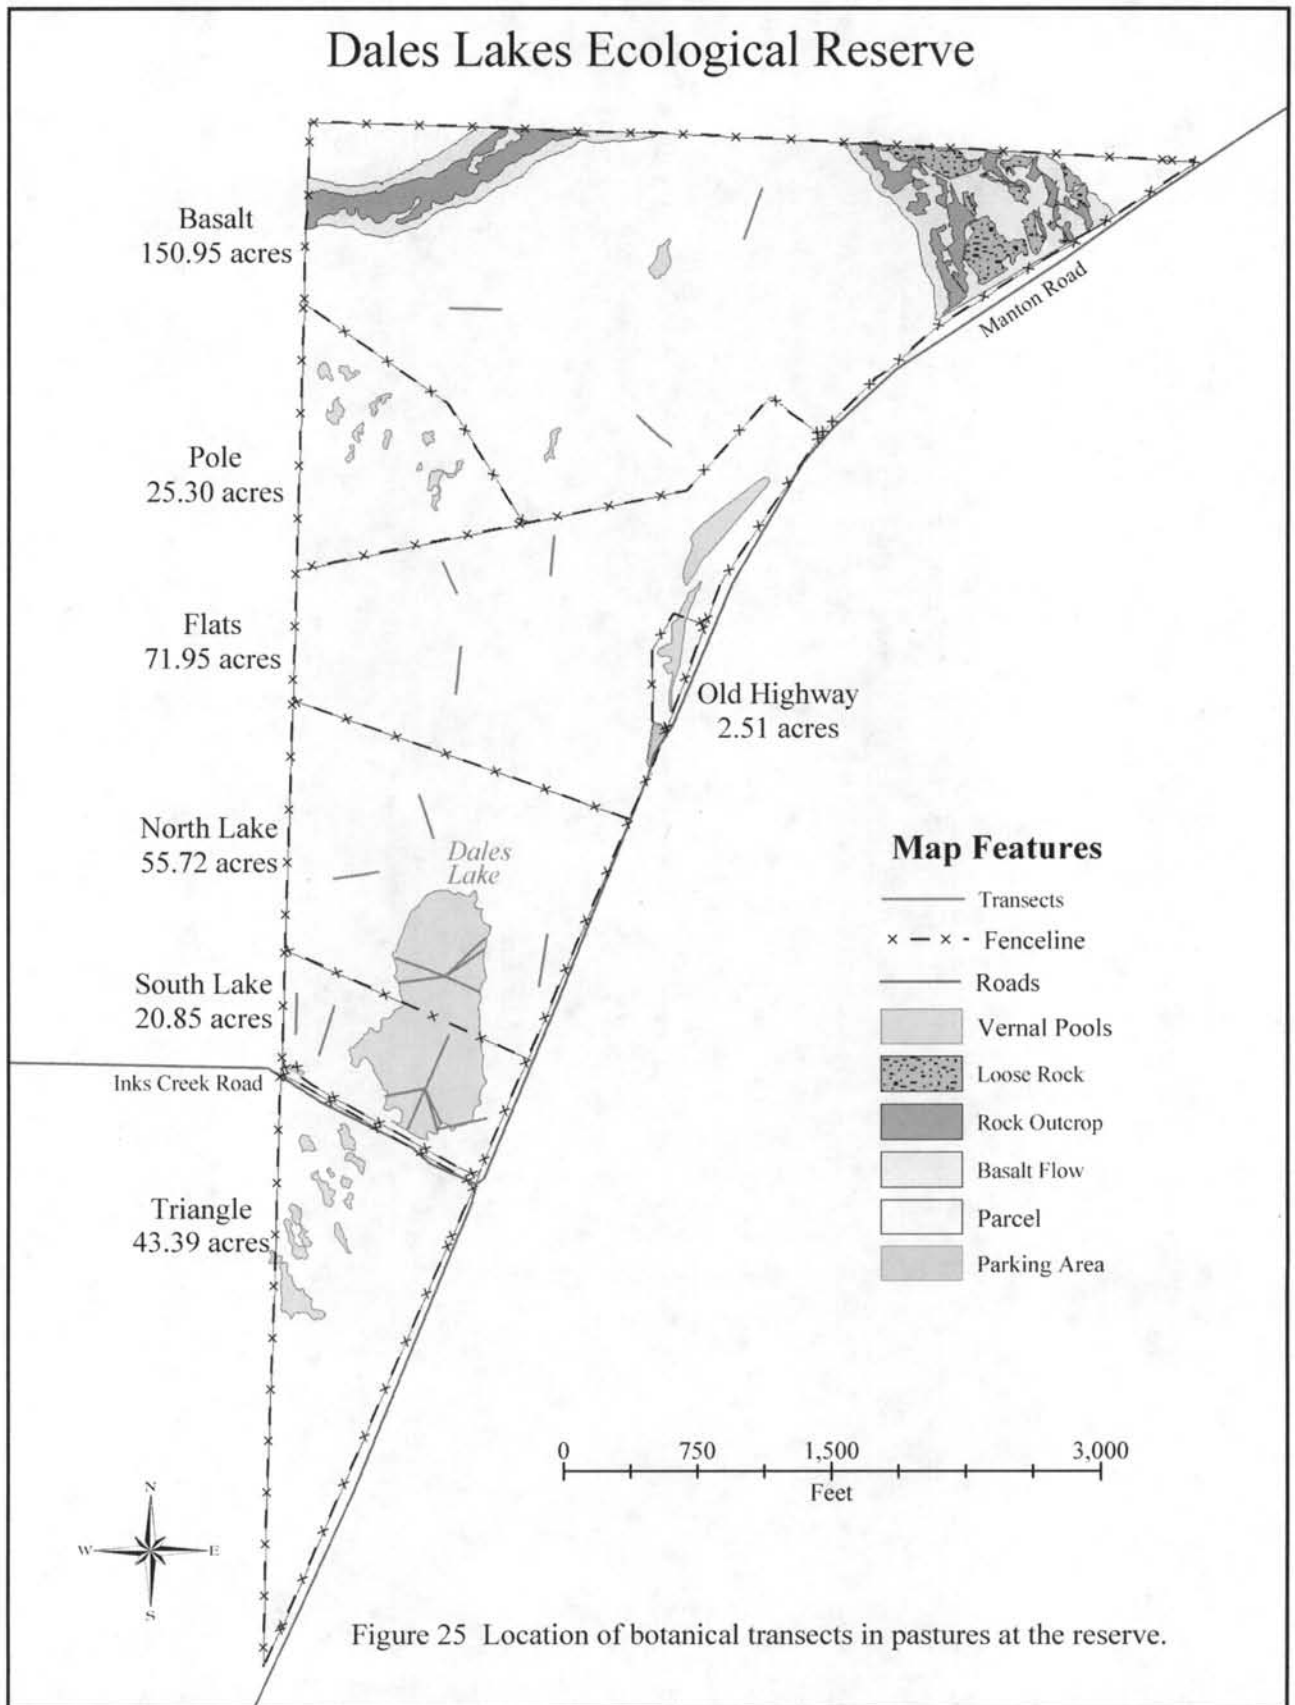 Dales Lakes Ecological Reserve
Basalt
150.95 acres
Manton Road
Pole
25.30 acres
Flats
71.95 acres
Old Highway
2.51 acres
North Lake
55.72 acres
Dales
Lake
South Lake
20.85 acres
Inks Creek Road
Triangle
43.39 acres
Map Features
Transects
Fenceline
Roads
Vernal Pools
Loose Rock
Rock Outcrop
Basalt Flow
Parcel
Parking Area
0 750 1,500 3,000
Feet
N
W E
S
Figure 25 Location of botanical transects in pastures at the reserve.